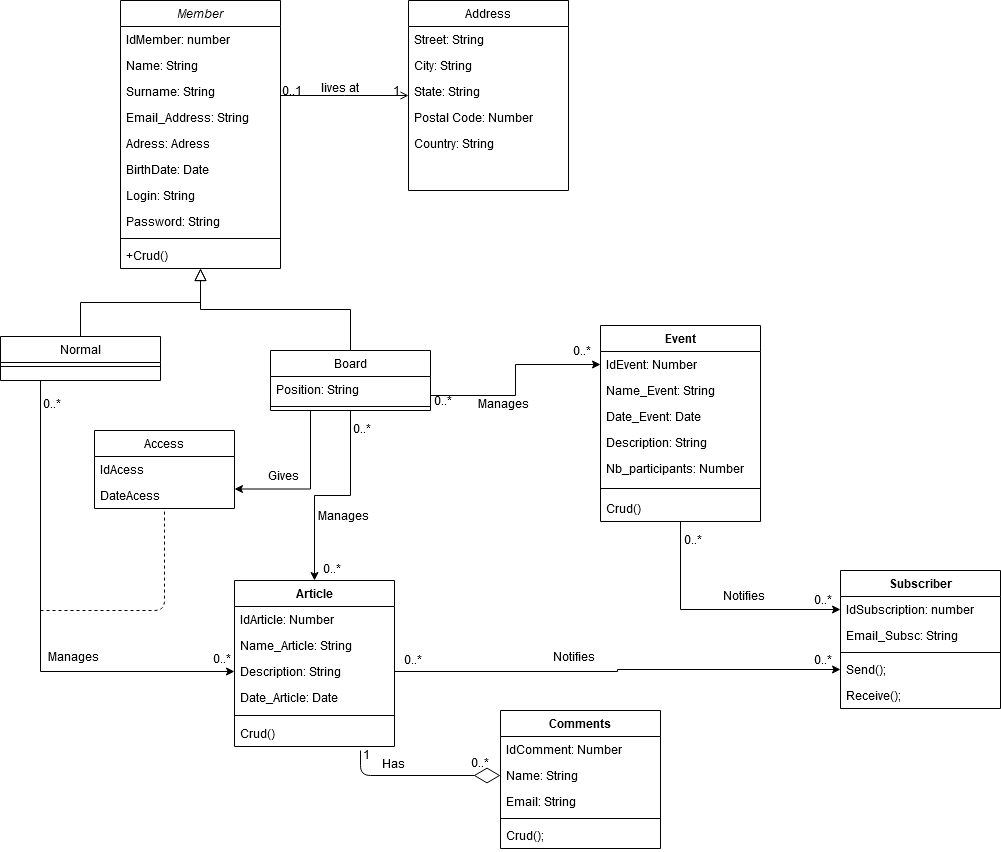 Member
IdMember: number
Name: String
Surname: String
Email_Address: String
Adress: Adress
BirthDate: Date
Login: String
Password: String
+Crud()
0..1
lives at
1
Address
Street: String
City: String
State: String
Postal Code: Number
Country: String
Normal
0..*
Board
Position: String
0..*
Manages
0..*
0..*
Event
IdEvent: Number
Name_Event: String
Date_Event: Date
Description: String
Nb_participants: Number
Crud()
0..*
Access
IdAcess
DateAcess
Gives
Manages
0..*
Manages
0..*
Article
IdArticle: Number
Name_Article: String
Description: String
Date_Article: Date
Crud()
0..*
Notifies
0..*
Notifies
0..*
Subscriber
IdSubscription: number
Email_Subsc: String
Send();
Receive();
1
Has
0..*
Comments
IdComment: Number
Name: String
Email: String
Crud();